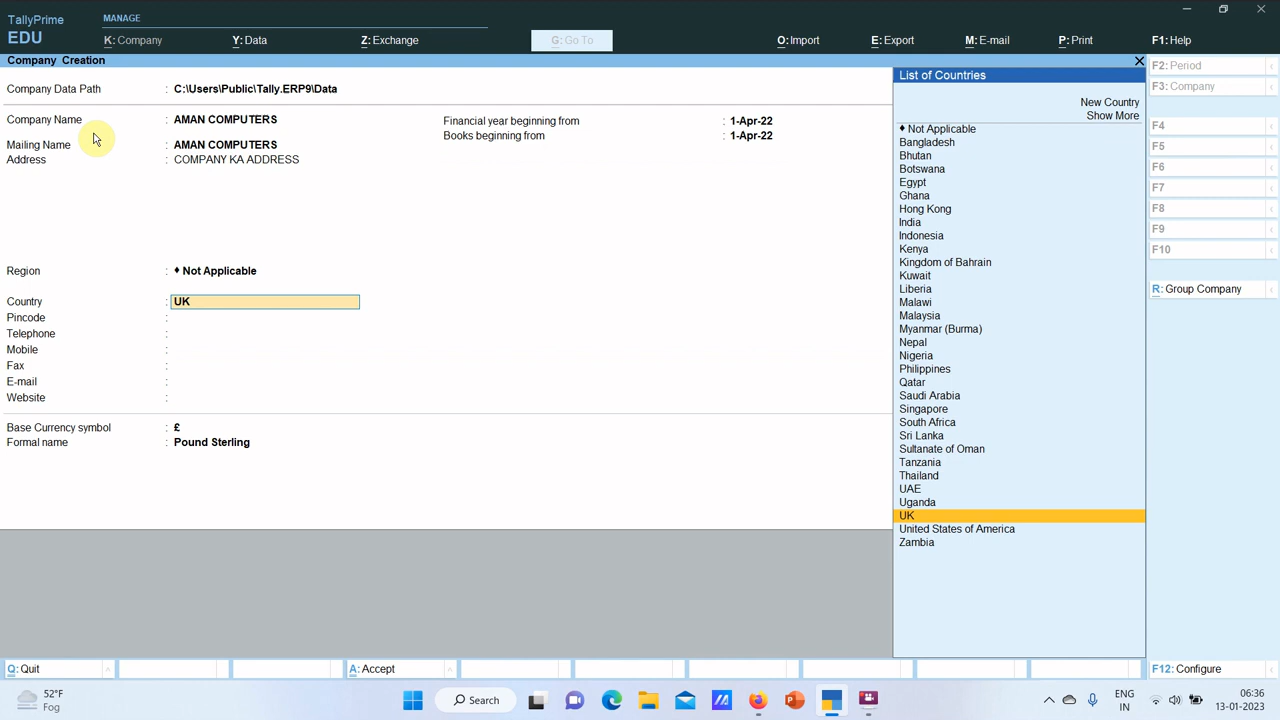 TallyPrime
EDU
MANAGE
K: Company
Y: Data
Z: Exchange
G: Go To
O: Import
E: Export
M: E-mail
P: Print
F1: Help
Company Creation
Company Data Path : C:\Users\Public\Tally.ERP9\Data
Company Name : AMAN COMPUTERS
Mailing Name : AMAN COMPUTERS
Address : COMPANY KA ADDRESS
Financial year beginning from : 1-Apr-22
Books beginning from : 1-Apr-22
Region : ♦ Not Applicable
Country : UK
Pincode :
Telephone :
Mobile :
Fax :
E-mail :
Website :
Base Currency symbol : £
Formal name : Pound Sterling
List of Countries
New Country
Show More
♦ Not Applicable
Bangladesh
Bhutan
Botswana
Egypt
Ghana
Hong Kong
India
Indonesia
Kenya
Kingdom of Bahrain
Kuwait
Liberia
Malawi
Malaysia
Myanmar (Burma)
Nepal
Nigeria
Philippines
Qatar
Saudi Arabia
Singapore
South Africa
Sri Lanka
Sultanate of Oman
Tanzania
Thailand
UAE
Uganda
UK
United States of America
Zambia
F2: Period
F3: Company
F4
F5
F6
F7
F8
F9
F10
R: Group Company
Q: Quit
A: Accept
F12: Configure
52°F
Fog
Search
ENG
IN
06:36
13-01-2023